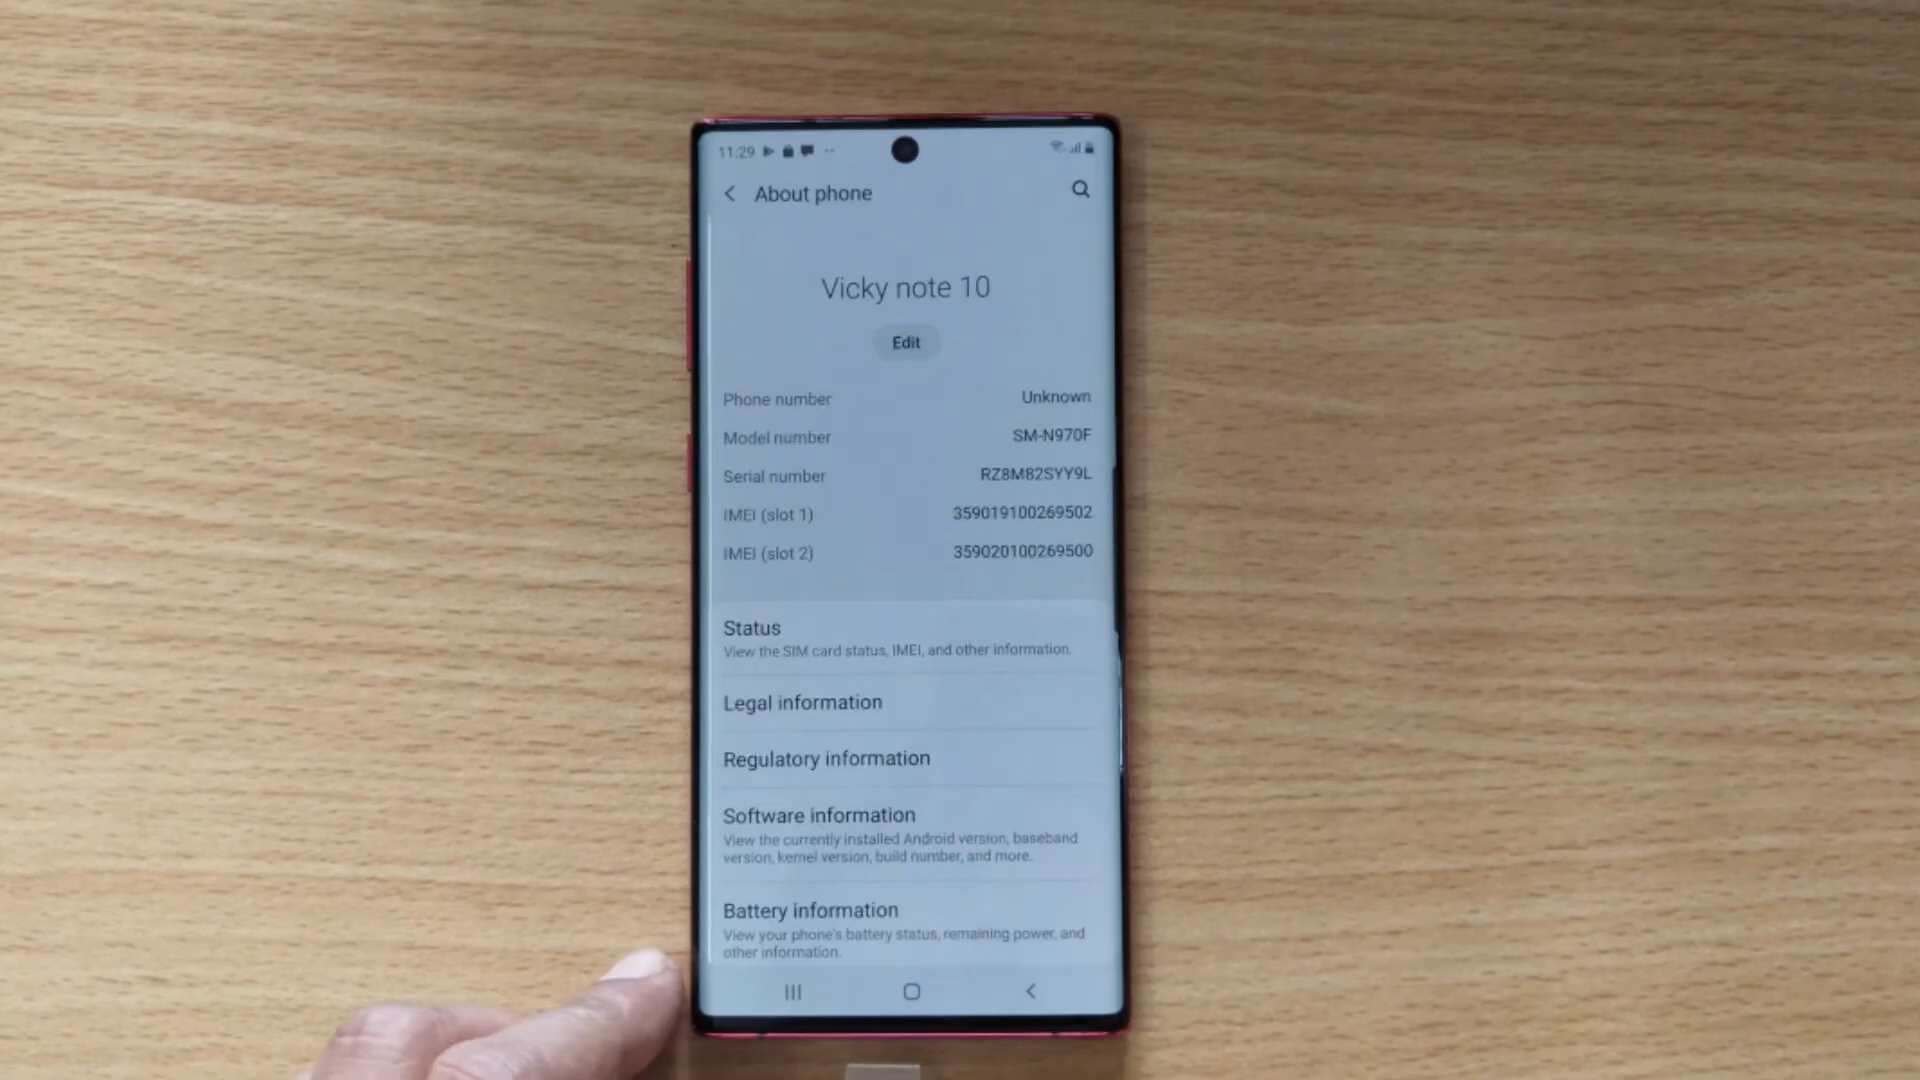 11:29
About phone
Vicky note 10
Edit
Phone number Unknown
Model number SM-N970F
Serial number RZ8M82SYY9L
IMEI (slot 1) 359019100269502
IMEI (slot 2) 359020100269500
Status
View the SIM card status, IMEI, and other information.
Legal information
Regulatory information
Software information
View the currently installed Android version, baseband
version, kernel version, build number, and more.
Battery information
View your phone's battery status, remaining power, and
other information.